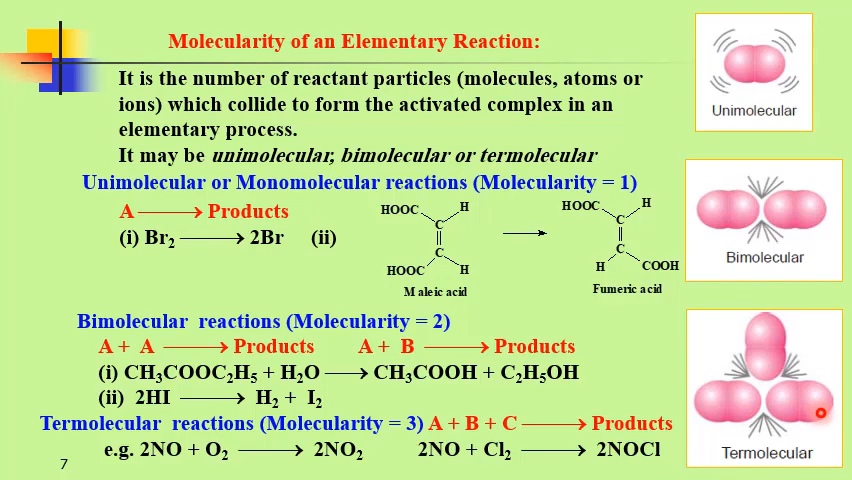 Molecularity of an Elementary Reaction:
It is the number of reactant particles (molecules, atoms or
ions) which collide to form the activated complex in an
elementary process.
It may be unimolecular, bimolecular or termolecular
Unimolecular or Monomolecular reactions (Molecularity = 1)
A ⟶ Products
(i) Br₂ ⟶ 2Br (ii)
HOOC H
C
C
HOOC H
Maleic acid
HOOC H
C
C
H COOH
Fumeric acid
Bimolecular reactions (Molecularity = 2)
A + A ⟶ Products A + B ⟶ Products
(i) CH₃COOC₂H₅ + H₂O ⟶ CH₃COOH + C₂H₅OH
(ii) 2HI ⟶ H₂ + I₂
Termolecular reactions (Molecularity = 3) A + B + C ⟶ Products
e.g. 2NO + O₂ ⟶ 2NO₂ 2NO + Cl₂ ⟶ 2NOCl
7
Unimolecular
Bimolecular
Termolecular